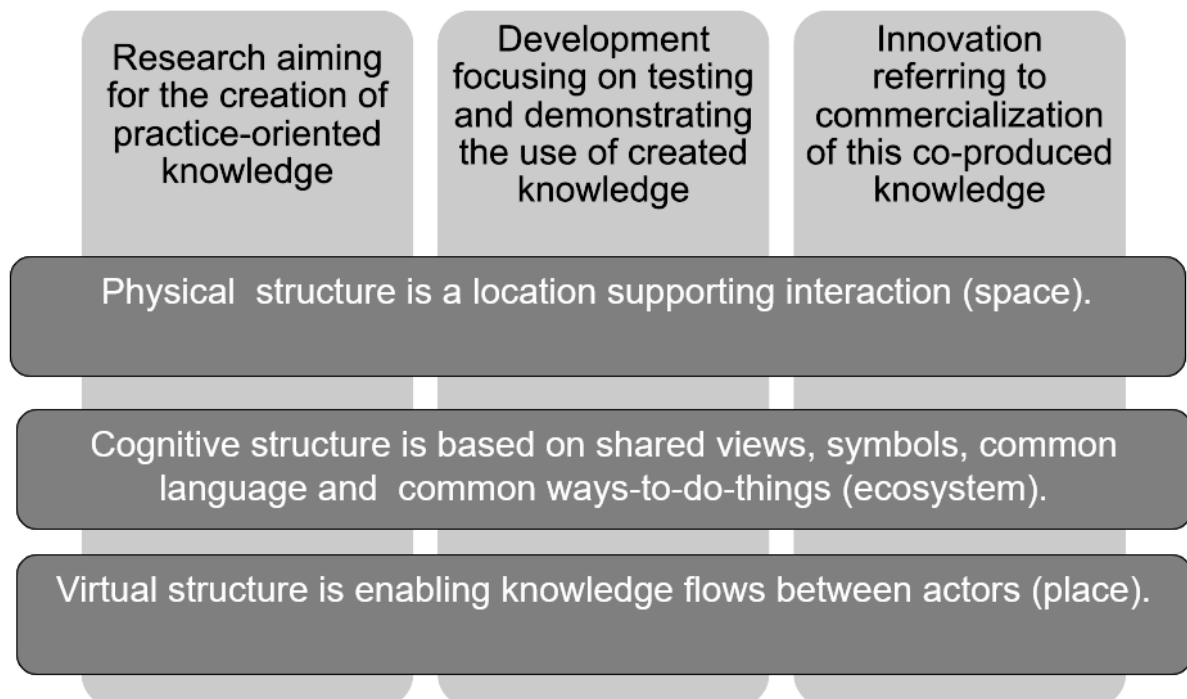 Research aiming
for the creation of
practice-oriented
knowledge
Development
focusing on testing
and demonstrating
the use of created
knowledge
Innovation
referring to
commercialization
of this co-produced
knowledge
Physical  structure is a location supporting interaction (space).
Cognitive structure is based on shared views, symbols, common
language and  common ways-to-do-things (ecosystem).
Virtual structure is enabling knowledge flows between actors (place).